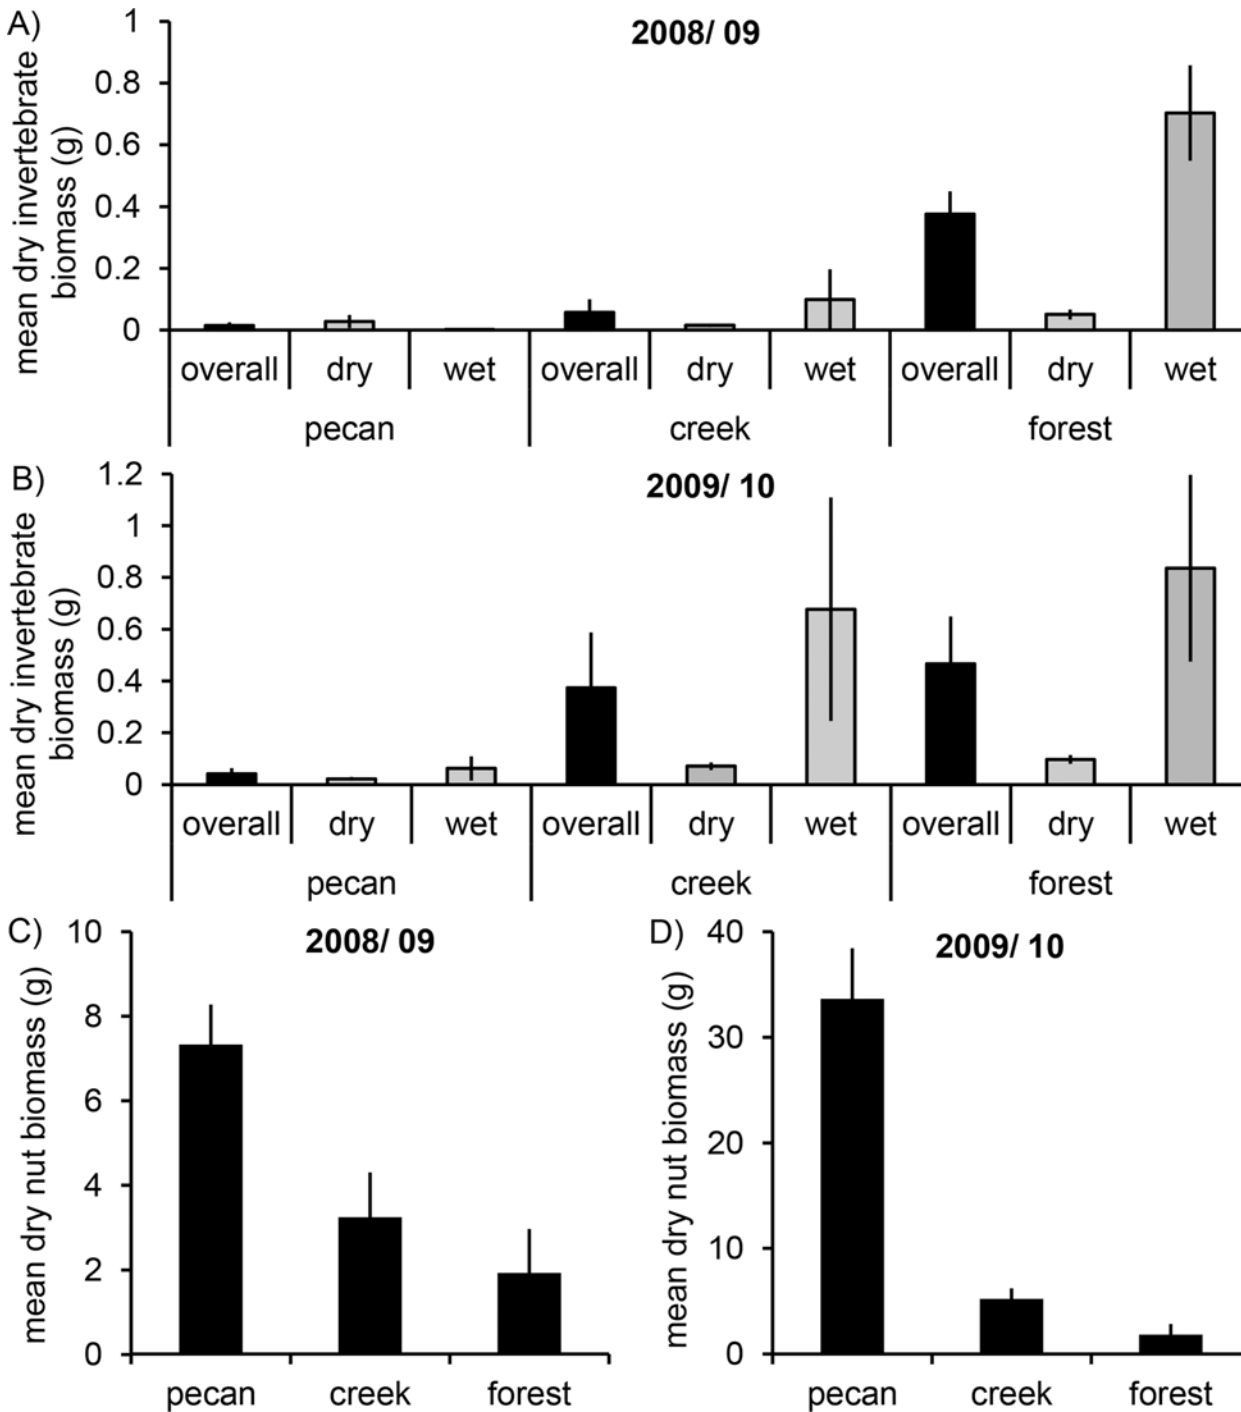 A)
2008/ 09
mean dry invertebrate
biomass (g)
1
0.8
0.6
0.4
0.2
0
overall dry wet overall dry wet overall dry wet
pecan creek forest
B)
2009/ 10
mean dry invertebrate
biomass (g)
1.2
1
0.8
0.6
0.4
0.2
0
overall dry wet overall dry wet overall dry wet
pecan creek forest
C)
2008/ 09
mean dry nut biomass (g)
10
8
6
4
2
0
pecan creek forest
D)
2009/ 10
mean dry nut biomass (g)
40
30
20
10
0
pecan creek forest